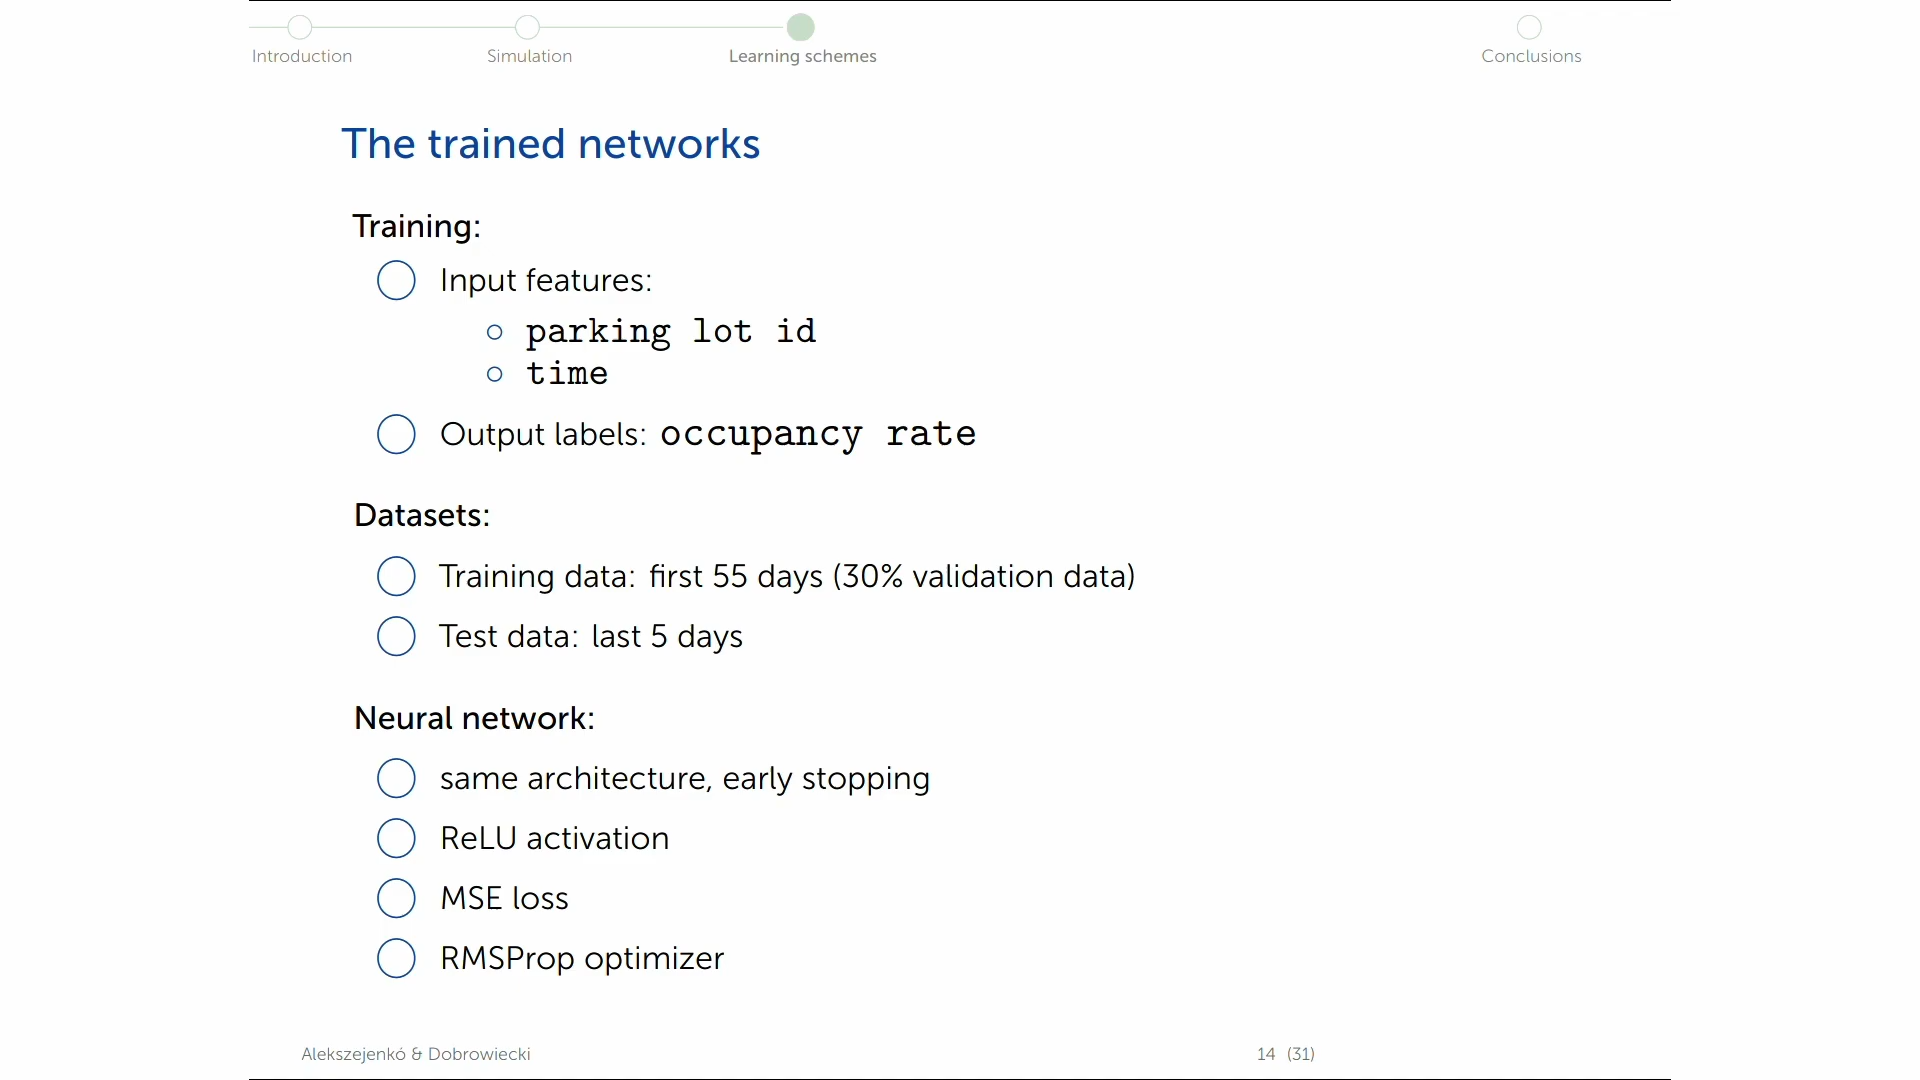 Introduction
Simulation
Learning schemes
Conclusions
The trained networks
Training:
Input features:
parking lot id
time
Output labels: occupancy rate
Datasets:
Training data: first 55 days (30% validation data)
Test data: last 5 days
Neural network:
same architecture, early stopping
ReLU activation
MSE loss
RMSProp optimizer
Alekszejenkó & Dobrowiecki
14 (31)